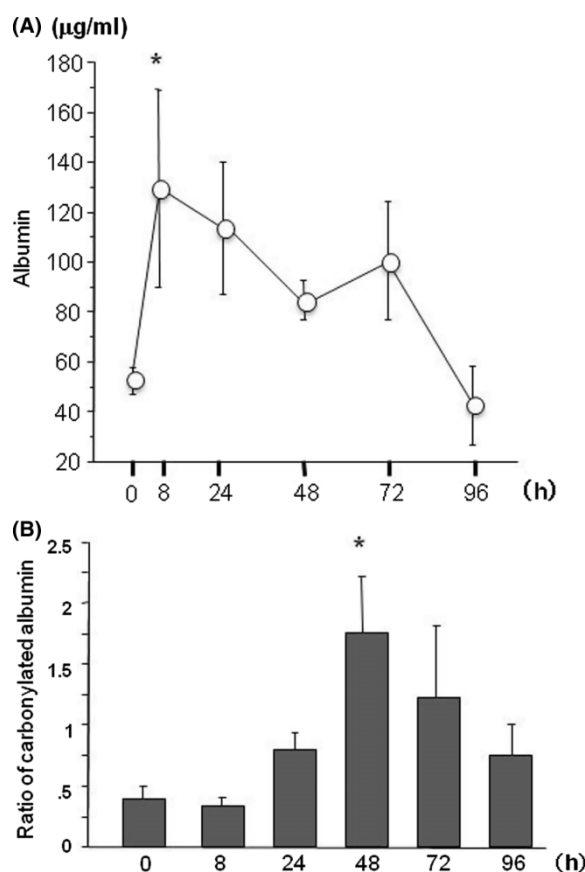 (A) (μg/ml)
*
180
160
140
120
100
80
60
40
20
Albumin
0 8 24 48 72 96 (h)
(B)
*
2.5
2
1.5
1
.5
0
Ratio of carbonylated albumin
0 8 24 48 72 96 (h)